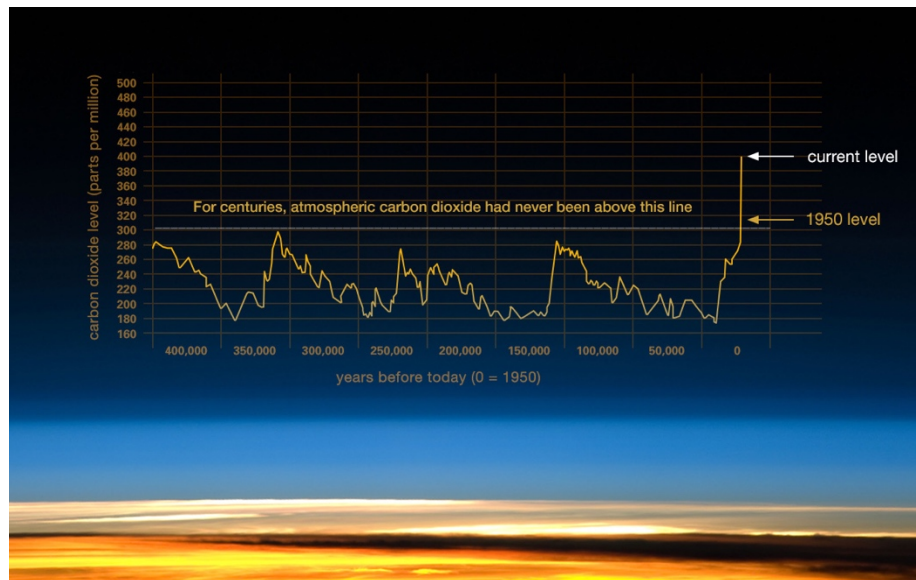 carbon dioxide level (parts per million)
500
480
460
440
420
400
380
360
340
320
300
260
240
220
200
180
160
For centuries, atmospheric carbon dioxide had never been above this line
current level
1950 level
400,000 350,000 300,000 250,000 200,000 150,000 100,000 50,000 0
years before today (0 = 1950)